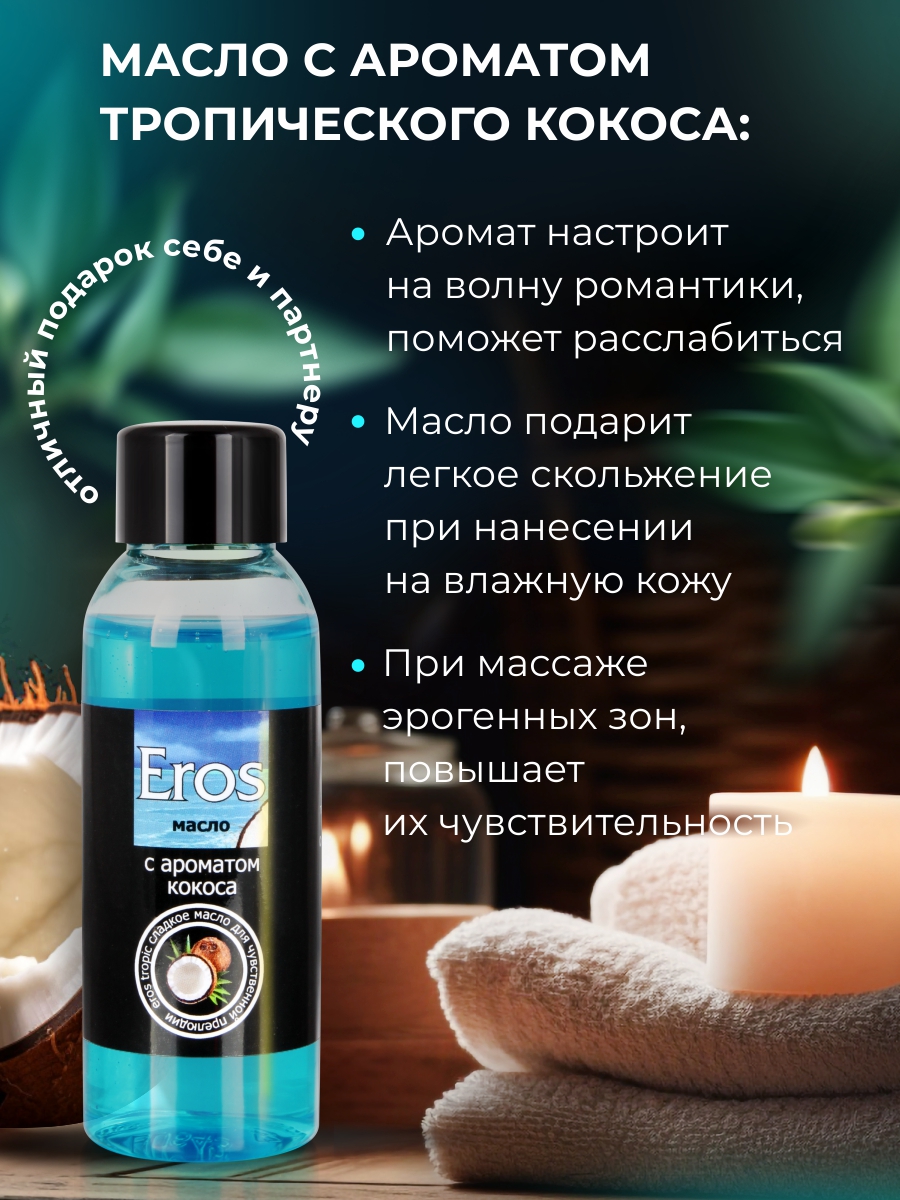 МАСЛО С АРОМАТОМ
ТРОПИЧЕСКОГО КОКОСА:
отличный подарок себе и партнеру
• Аромат настроит
на волну романтики,
поможет расслабиться
• Масло подарит
легкое скольжение
при нанесении
на влажную кожу
• При массаже
эрогенных зон,
повышает
их чувствительность
Eros
масло
с ароматом
кокоса
eros tropic сладкое масло для чувственной прелюдии